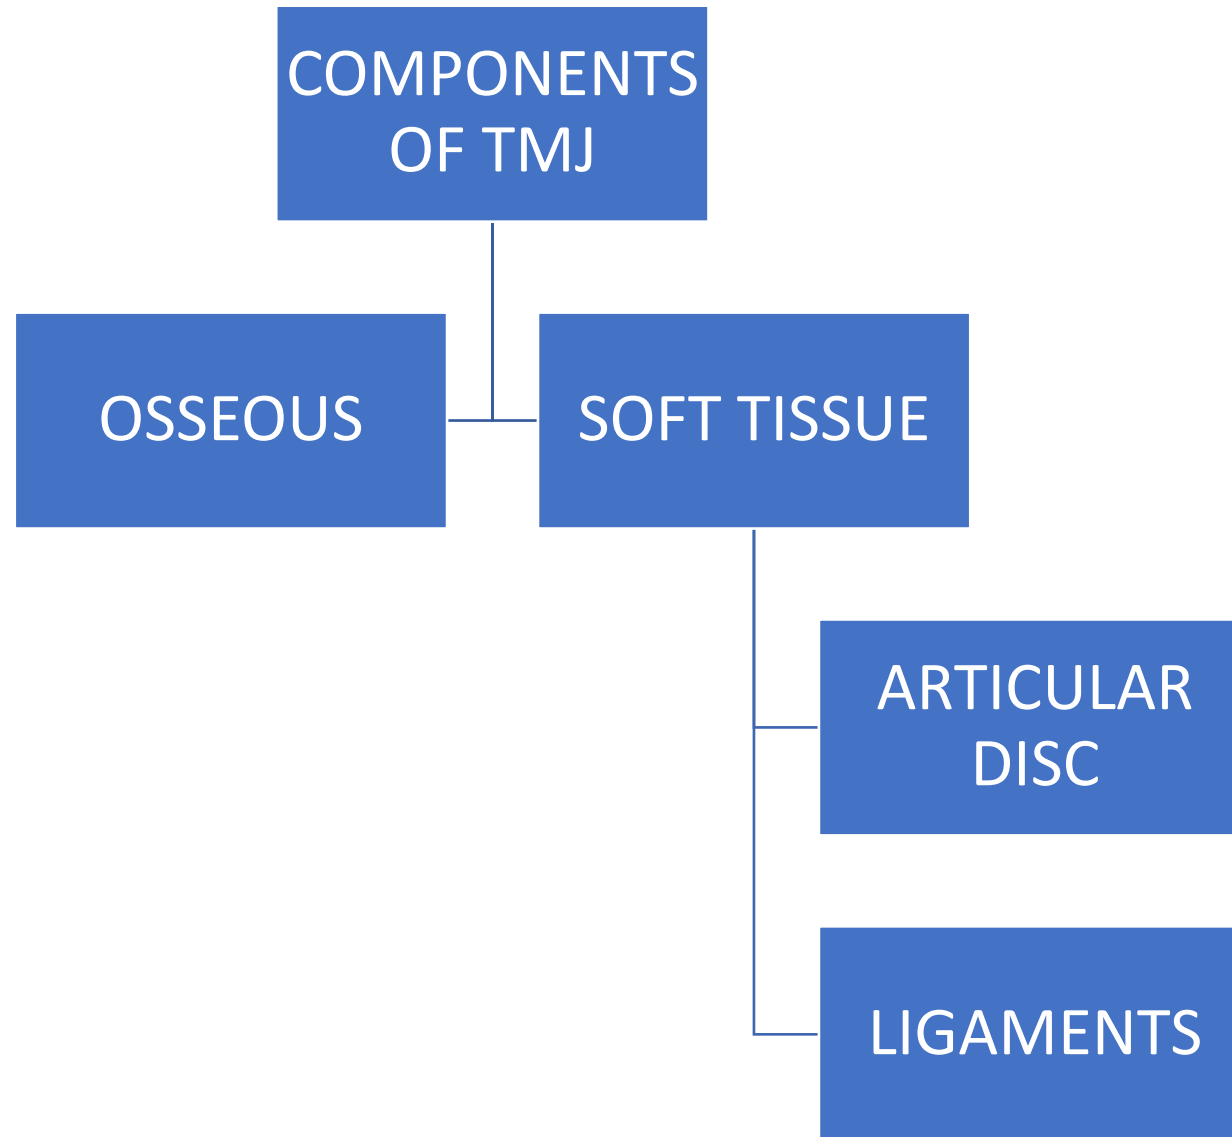 COMPONENTS
OF TMJ
OSSEOUS
SOFT TISSUE
ARTICULAR
DISC
LIGAMENTS